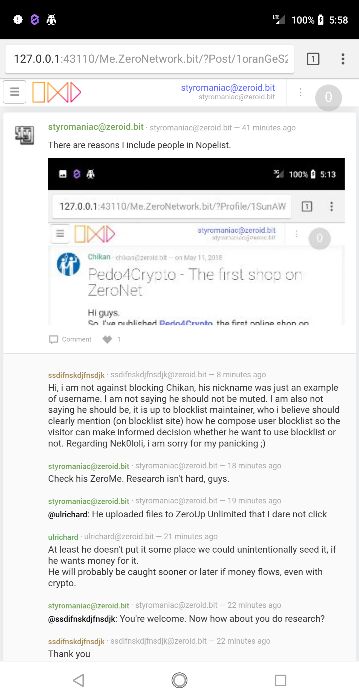 LTE 100% 5:58
127.0.0.1:43110/Me.ZeroNetwork.bit/?Post/1oranGeS2
1
styromaniac@zeroid.bit
styromaniac@zeroid.bit
0
styromaniac@zeroid.bit · styromaniac@zeroid.bit ─ 41 minutes ago
There are reasons I include people in Nopelist.
100% 5:13
127.0.0.1:43110/Me.ZeroNetwork.bit/?Profile/1SunAW
1
styromaniac@zeroid.bit
styromaniac@zeroid.bit
0
Chikan · chikan@zeroid.bit ─ on May 11, 2018
Pedo4Crypto - The first shop on
ZeroNet
Hi guys.
So, I've published Pedo4Crypto, the first online shop on
Comment 1
ssdifnskdjfnsdjk · ssdifnskdjfnsdjk@zeroid.bit ─ 8 minutes ago
Hi, i am not against blocking Chikan, his nickname was just an example
of username. I am not saying he should not be muted. I am also not
saying he should be, it is up to blocklist maintainer, who i believe should
clearly mention (on blocklist site) how he compose user blocklist so the
visitor can make informed decision whether he want to use blocklist or
not. Regarding Nek0loli, i am sorry for my panicking ;)
styromaniac@zeroid.bit · styromaniac@zeroid.bit ─ 18 minutes ago
Check his ZeroMe. Research isn't hard, guys.
styromaniac@zeroid.bit · styromaniac@zeroid.bit ─ 19 minutes ago
@ulrichard: He uploaded files to ZeroUp Unlimited that I dare not click
ulrichard · ulrichard@zeroid.bit ─ 21 minutes ago
At least he doesn't put it some place we could unintentionally seed it, if
he wants money for it.
He will probably be caught sooner or later if money flows, even with
crypto.
styromaniac@zeroid.bit · styromaniac@zeroid.bit ─ 22 minutes ago
@ssdifnskdjfnsdjk: You're welcome. Now how about you do research?
ssdifnskdjfnsdjk · ssdifnskdjfnsdjk@zeroid.bit ─ 22 minutes ago
Thank you